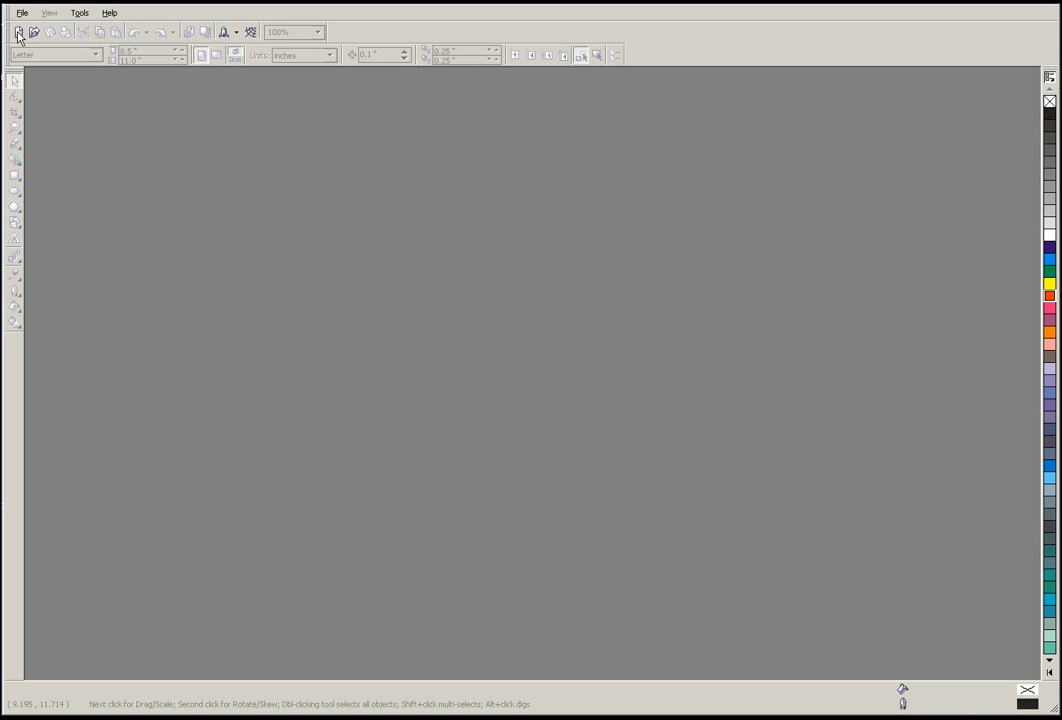 File View Tools Help
100%
Letter 8.5 " 11.0 " Units: inches 0.1 " 0.25 " 0.25 "
( 9.195 , 11.714 ) Next click for Drag/Scale; Second click for Rotate/Skew; Dbl-clicking tool selects all objects; Shift+click multi-selects; Alt+click digs